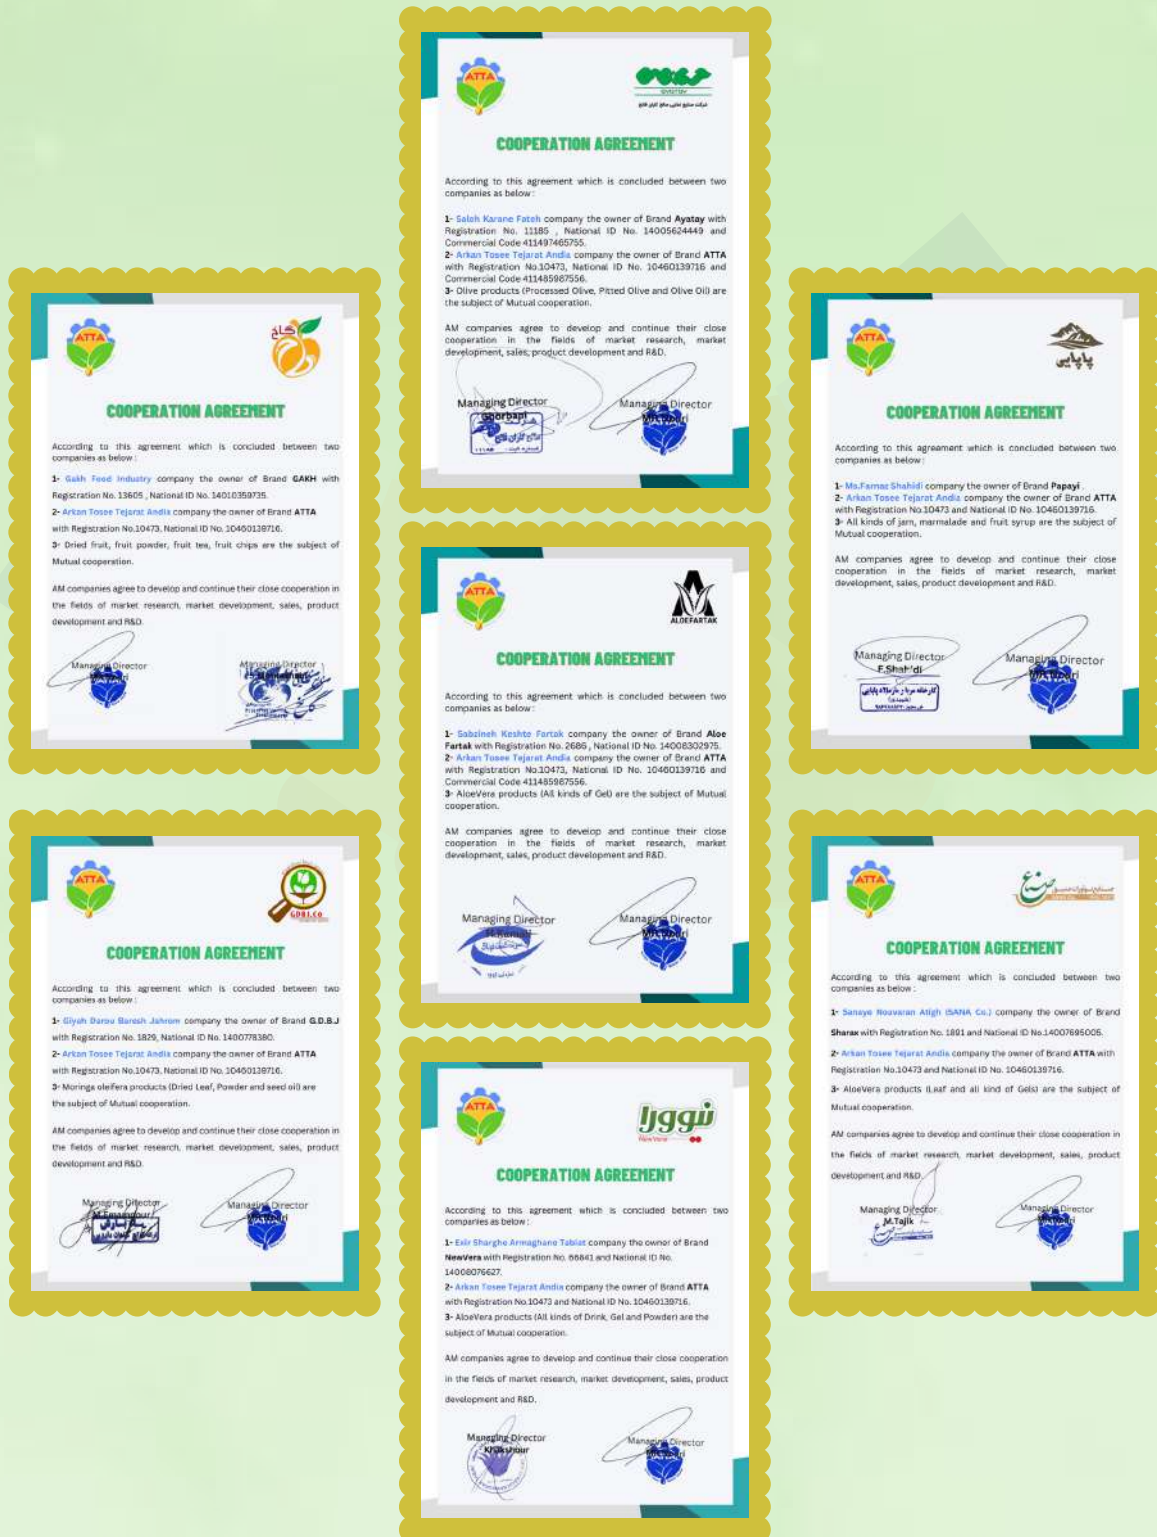 ATTA
AYATAY
شرکت صنایع غذایی صالح کاران فاتح
COOPERATION AGREEMENT
According to this agreement which is concluded between two
companies as below :
1- Saleh Karane Fateh company the owner of Brand Ayatay with
Registration No. 11185 , National ID No. 14005624449 and
Commercial Code 411497465755.
2- Arkan Tosee Tejarat Andia company the owner of Brand ATTA
with Registration No.10473, National ID No. 10460139716 and
Commercial Code 411485987556.
3- Olive products (Processed Olive, Pitted Olive and Olive Oil) are
the subject of Mutual cooperation.
AM companies agree to develop and continue their close
cooperation in the fields of market research, market
development, sales, product development and R&D.
Managing Director
Ghorbani
Managing Director
ATTA
گاخ
COOPERATION AGREEMENT
According to this agreement which is concluded between two
companies as below :
1- Gakh Food Industry company the owner of Brand GAKH with
Registration No. 13605 , National ID No. 14010359735.
2- Arkan Tosee Tejarat Andia company the owner of Brand ATTA
with Registration No.10473, National ID No. 10460139716.
3- Dried fruit, fruit powder, fruit tea, fruit chips are the subject of
Mutual cooperation.
AM companies agree to develop and continue their close cooperation in
the fields of market research, market development, sales, product
development and R&D.
Managing Director
Managing Director
ATTA
پاپایی
COOPERATION AGREEMENT
According to this agreement which is concluded between two
companies as below :
1- Ms.Farnaz Shahidi company the owner of Brand Papayi .
2- Arkan Tosee Tejarat Andia company the owner of Brand ATTA
with Registration No.10473 and National ID No. 10460139716.
3- All kinds of jam, marmalade and fruit syrup are the subject of
Mutual cooperation.
AM companies agree to develop and continue their close
cooperation in the fields of market research, market
development, sales, product development and R&D.
Managing Director
F.Shahidi
کارخانه مربا و مارمالاد پاپایی
Managing Director
ATTA
ALOEFARTAK
COOPERATION AGREEMENT
According to this agreement which is concluded between two
companies as below :
1- Sabzineh Keshte Fartak company the owner of Brand Aloe
Fartak with Registration No. 2686 , National ID No. 14008302975.
2- Arkan Tosee Tejarat Andia company the owner of Brand ATTA
with Registration No.10473, National ID No. 10460139716 and
Commercial Code 411485987556.
3- AloeVera products (All kinds of Gel) are the subject of Mutual
cooperation.
AM companies agree to develop and continue their close
cooperation in the fields of market research, market
development, sales, product development and R&D.
Managing Director
Managing Director
ATTA
GDBJ.CO
COOPERATION AGREEMENT
According to this agreement which is concluded between two
companies as below :
1- Giyah Darou Baresh Jahrom company the owner of Brand G.D.B.J
with Registration No. 1829, National ID No. 1400778380.
2- Arkan Tosee Tejarat Andia company the owner of Brand ATTA
with Registration No.10473, National ID No. 10460139716.
3- Moringa oleifera products (Dried Leaf, Powder and seed oil) are
the subject of Mutual cooperation.
AM companies agree to develop and continue their close cooperation in
the fields of market research, market development, sales, product
development and R&D.
Managing Director
Managing Director
ATTA
COOPERATION AGREEMENT
According to this agreement which is concluded between two
companies as below :
1- Sanaye Nouvaran Atigh (SANA Co.) company the owner of Brand
Sharax with Registration No. 1891 and National ID No.14007695005.
2- Arkan Tosee Tejarat Andia company the owner of Brand ATTA with
Registration No.10473 and National ID No. 10460139716.
3- AloeVera products (Leaf and all kind of Gels) are the subject of
Mutual cooperation.
AM companies agree to develop and continue their close cooperation in
the fields of market research, market development, sales, product
development and R&D.
Managing Director
M.Tajik
Managing Director
ATTA
نیوورا
NewVera
COOPERATION AGREEMENT
According to this agreement which is concluded between two
companies as below :
1- Exir Sharghe Armaghane Tabiat company the owner of Brand
NewVera with Registration No. 66841 and National ID No.
14008076627.
2- Arkan Tosee Tejarat Andia company the owner of Brand ATTA
with Registration No.10473 and National ID No. 10460139716.
3- AloeVera products (All kinds of Drink, Gel and Powder) are the
subject of Mutual cooperation.
AM companies agree to develop and continue their close cooperation
in the fields of market research, market development, sales, product
development and R&D.
Managing Director
Managing Director